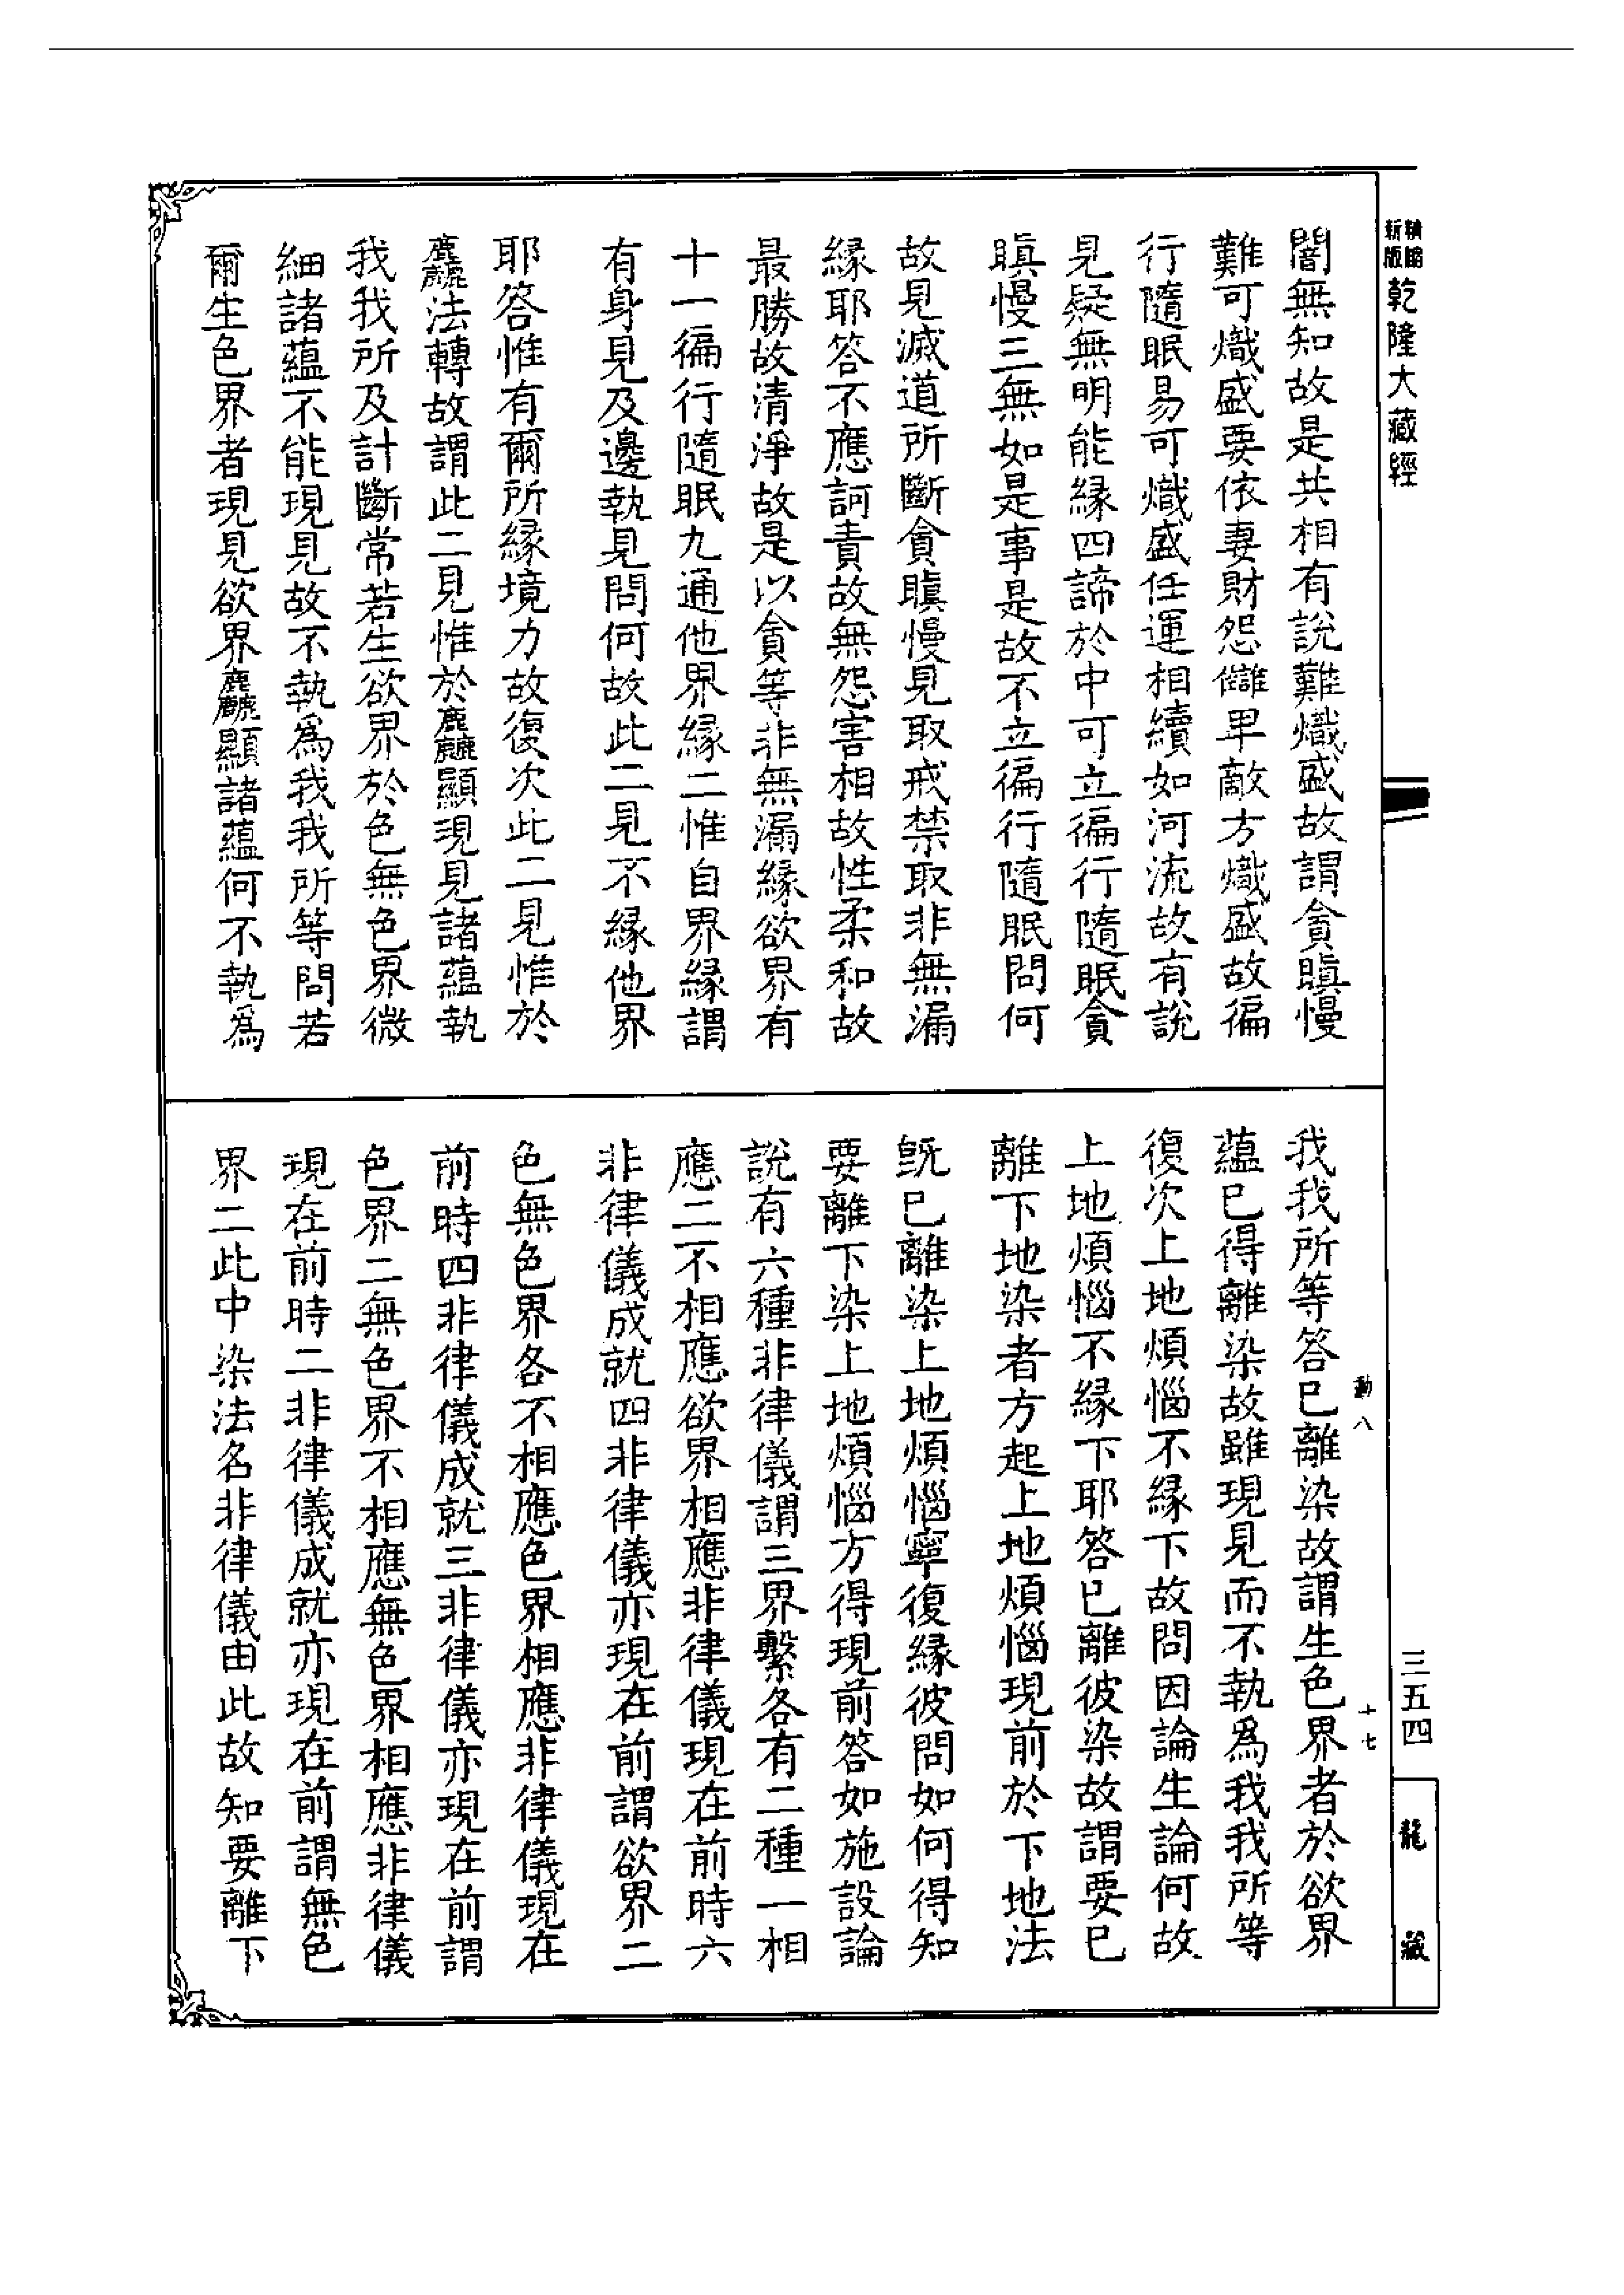 新版精縮乾隆大藏經
闇無知故是共相有說難熾盛故謂貪瞋慢
難可熾盛要依妻財怨讎早敵方熾盛故徧
行隨眠易可熾盛任運相續如河流故有說
見疑無明能緣四諦於中可立徧行隨眠貪
瞋慢三無如是事是故不立徧行隨眠問何
故見滅道所斷貪瞋慢見取戒禁取非無漏
緣耶答不應訶責故無怨害相故性柔和故
最勝故清淨故是以貪等非無漏緣欲界有
十一徧行隨眠九通他界緣二惟自界緣謂
有身見及邊執見問何故此二見不緣他界
耶答惟有爾所緣境力故復次此二見惟於
麤法轉故謂此二見惟於麤顯現見諸蘊執
我我所及計斷常若生欲界於色無色界微
細諸蘊不能現見故不執爲我我所等問若
爾生色界者現見欲界麤顯諸蘊何不執爲
我我所等答巳離染故謂生色界者於欲界
蘊巳得離染故雖現見而不執爲我我所等
復次上地煩惱不緣下故問因論生論何故
上地煩惱不緣下耶答巳離彼染故謂要巳
離下地染者方起上地煩惱現前於下地法
旣巳離染上地煩惱寧復緣彼問如何得知
要離下染上地煩惱方得現前答如施設論
說有六種非律儀謂三界繫各有二種一相
應二不相應欲界相應非律儀現在前時六
非律儀成就四非律儀亦現在前謂欲界二
色無色界各不相應色界相應非律儀現在
前時四非律儀成就三非律儀亦現在前謂
色界二無色界不相應無色界相應非律儀
現在前時二非律儀成就亦現在前謂無色
界二此中染法名非律儀由此故知要離下
動八
十七
三五四
龍藏